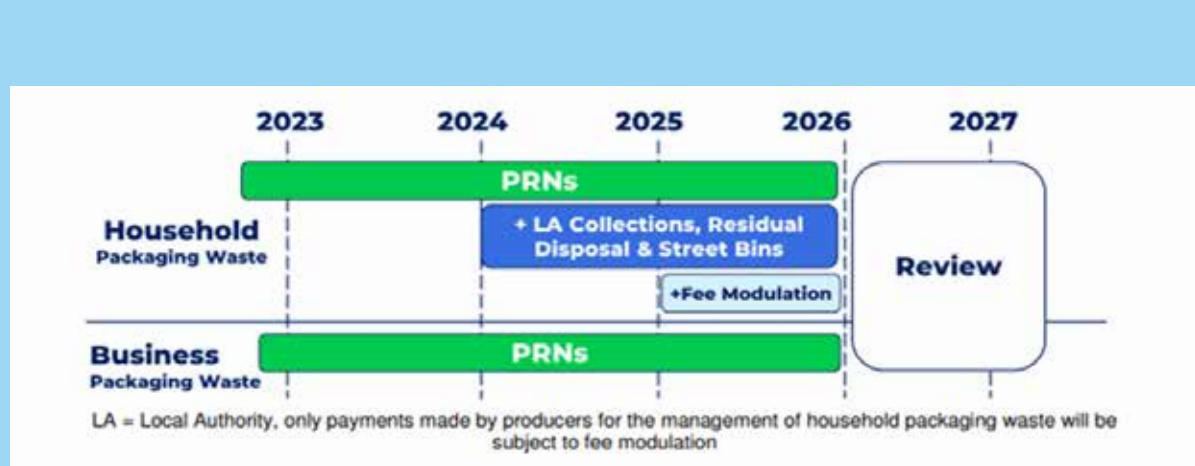 2023 2024 2025 2026 2027
PRNs
+ LA Collections, Residual
Disposal & Street Bins
Household
Packaging Waste
+Fee Modulation
Review
Business
Packaging Waste
PRNs
LA = Local Authority, only payments made by producers for the management of household packaging waste will be
subject to fee modulation